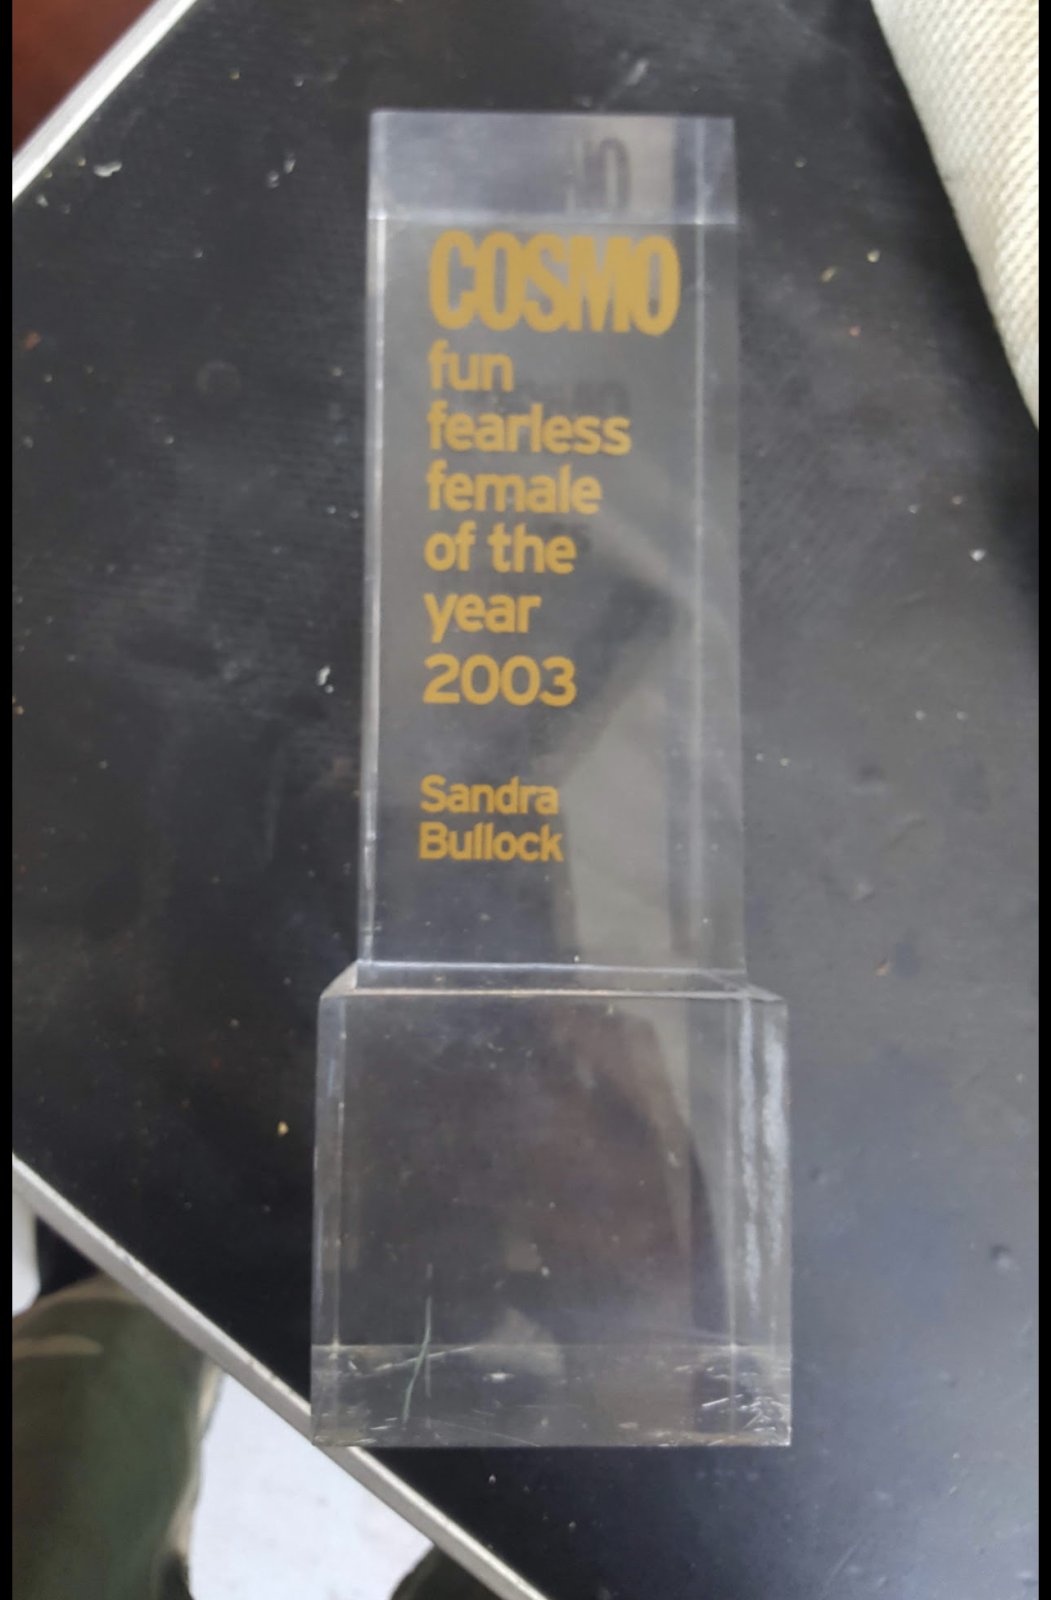 COSMO
fun
fearless
female
of the
year
2003
Sandra
Bullock